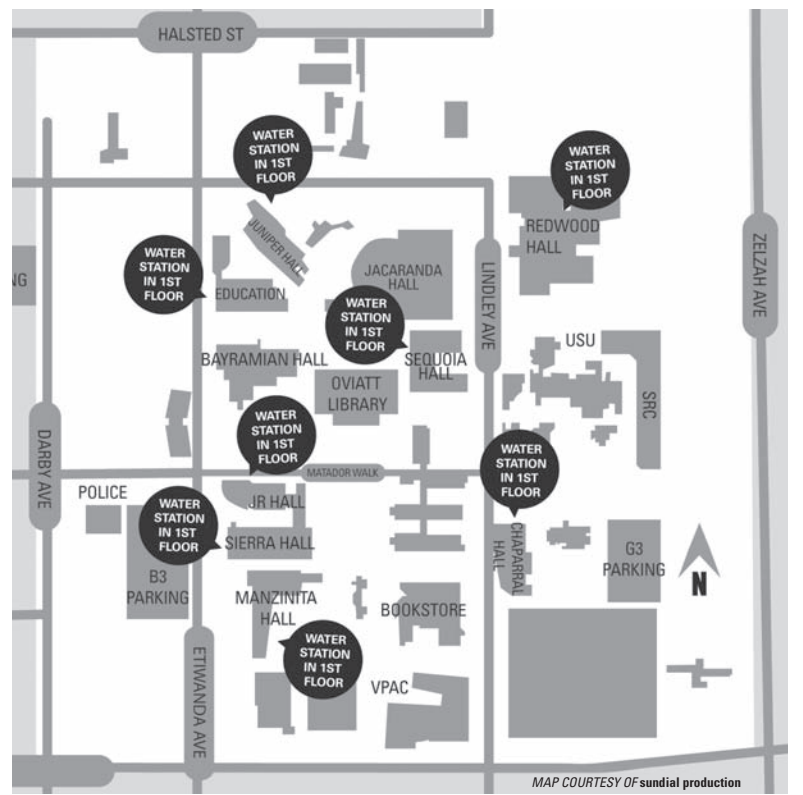 HALSTED ST
WATER
STATION
IN 1ST
FLOOR
WATER
STATION
IN 1ST
FLOOR
JUNIPER HALL
REDWOOD
HALL
ZELZAH AVE
WATER
STATION
IN 1ST
FLOOR
NG
EDUCATION
JACARANDA
HALL
LINDLEY AVE
WATER
STATION
IN 1ST
FLOOR
USU
BAYRAMIAN HALL
SEQUOIA
HALL
OVIATT
LIBRARY
SRC
WATER
STATION
IN 1ST
FLOOR
DARBY AVE
MATADOR WALK
WATER
STATION
IN 1ST
FLOOR
POLICE
JR HALL
WATER
STATION
IN 1ST
FLOOR
SIERRA HALL
CHAPARRAL
HALL
G3
PARKING
N
B3
PARKING
MANZINITA
HALL
BOOKSTORE
WATER
STATION
IN 1ST
FLOOR
ETIWANDA AVE
VPAC
MAP COURTESY OF sundial production